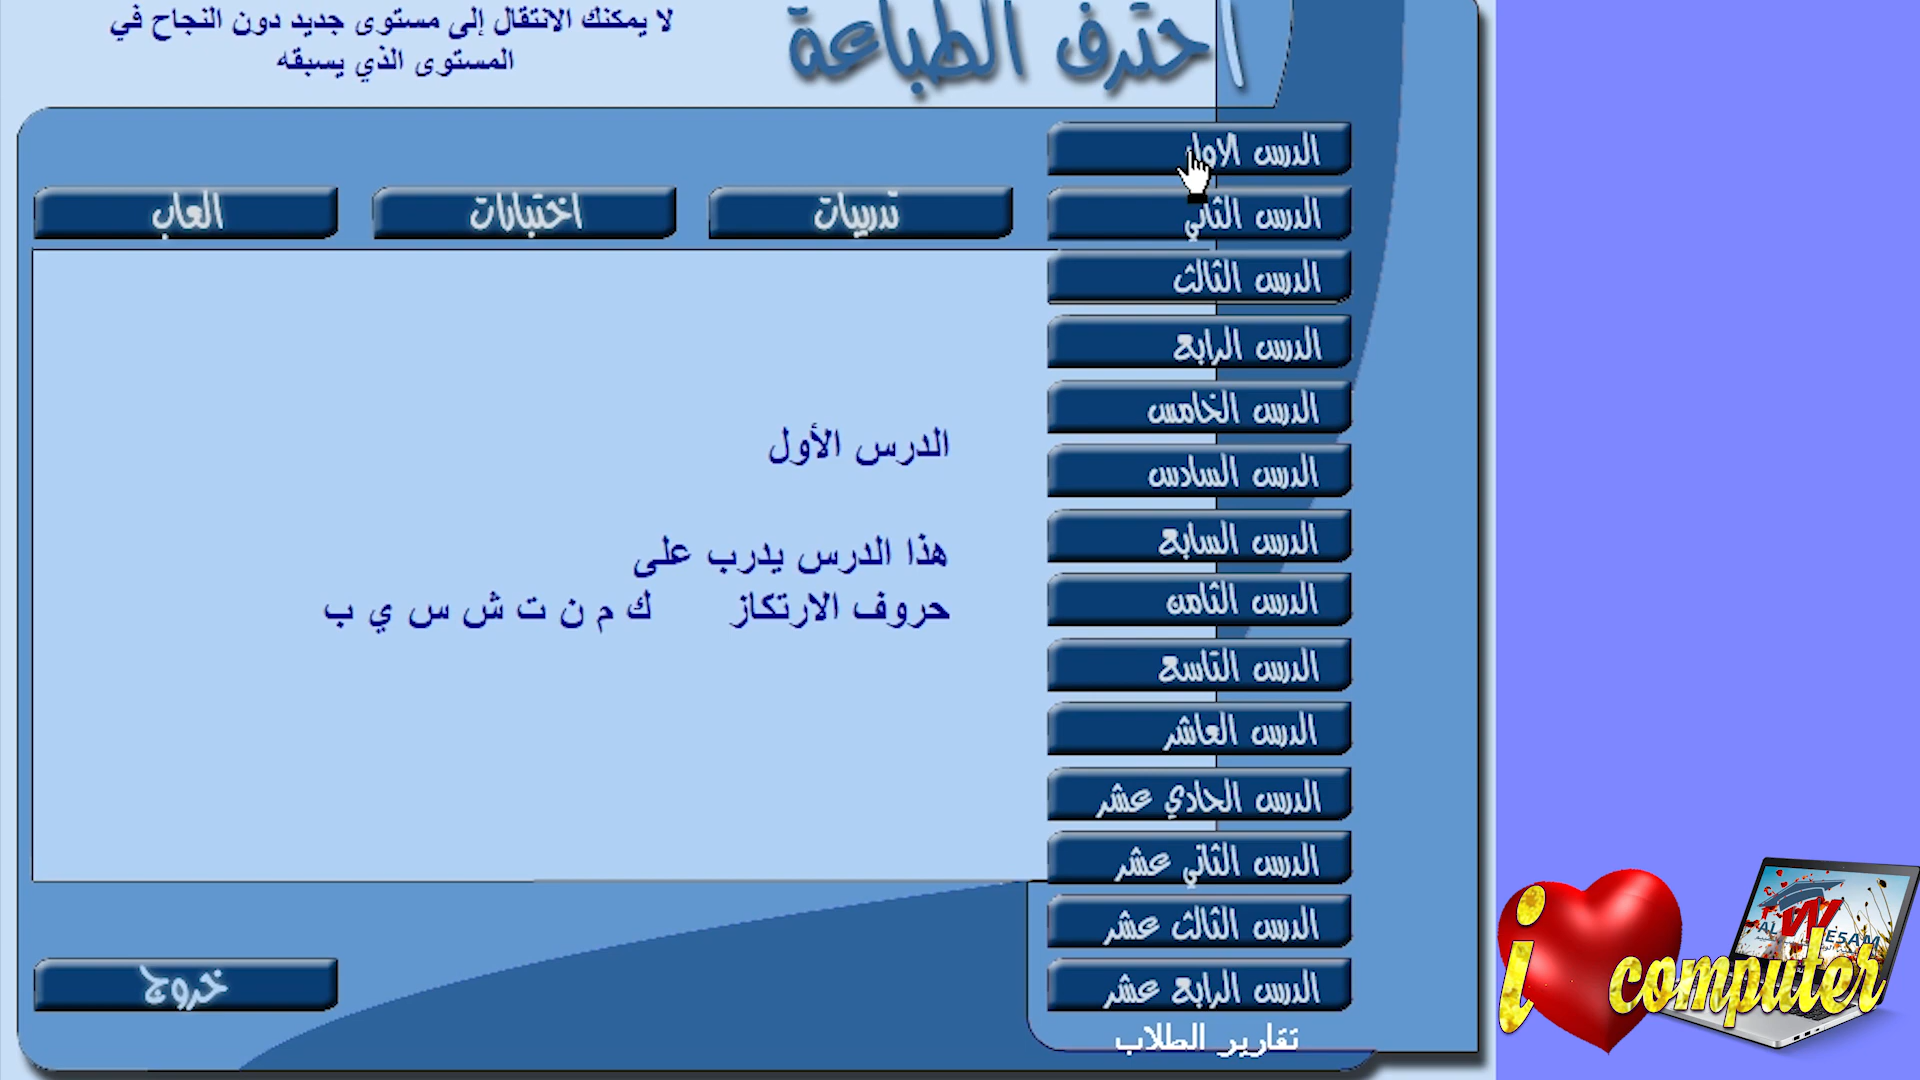 لا يمكنك الانتقال إلى مستوى جديد دون النجاح في
المستوى الذي يسبقه
احترف الطباعة
الدرس الاول
تدريبات
اختبارات
العاب
الدرس الثاني
الدرس الثالث
الدرس الرابع
الدرس الخامس
الدرس السادس
الدرس السابع
الدرس الثامن
الدرس التاسع
الدرس العاشر
الدرس الحادي عشر
الدرس الثاني عشر
الدرس الثالث عشر
الدرس الرابع عشر
تقارير الطلاب
الدرس الأول
هذا الدرس يدرب على
حروف الارتكاز ك م ن ت ش س ي ب
خروج
i computer